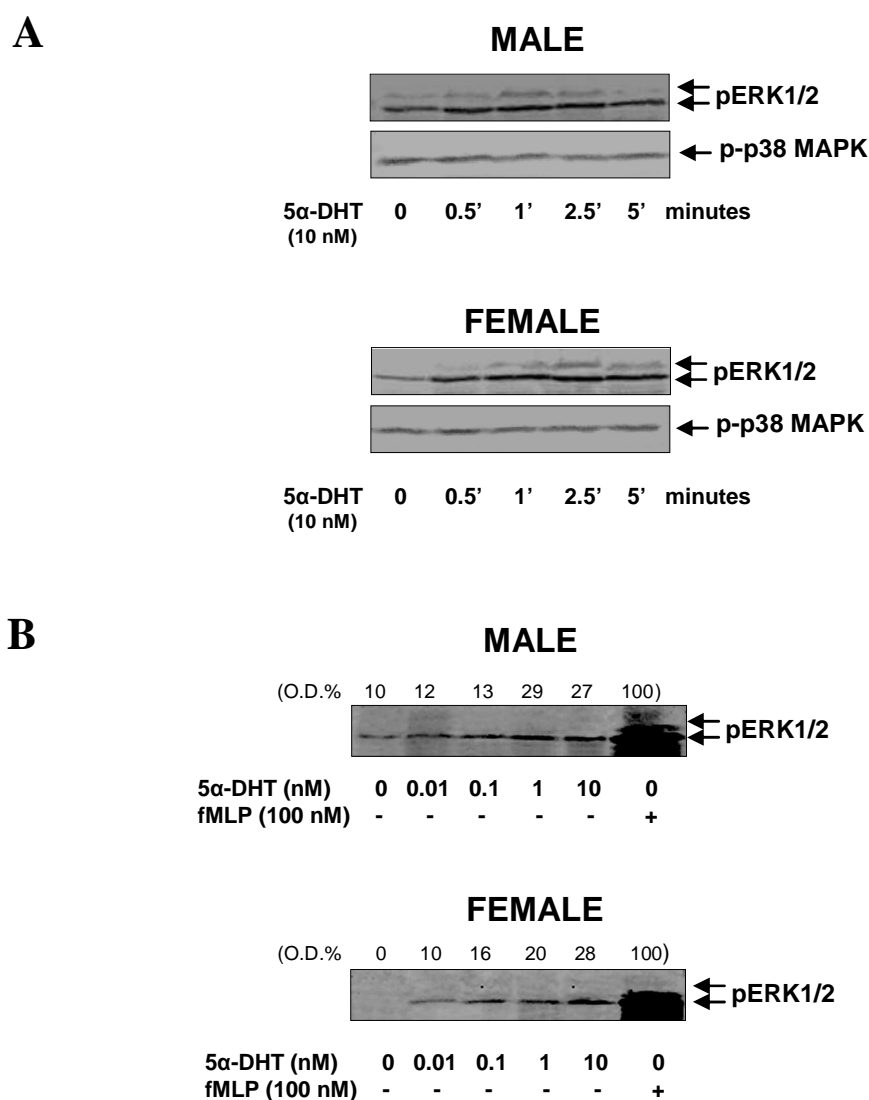 A
MALE
pERK1/2
p-p38 MAPK
5α-DHT 0 0.5’ 1’ 2.5’ 5’ minutes
(10 nM)
FEMALE
pERK1/2
p-p38 MAPK
5α-DHT 0 0.5’ 1’ 2.5’ 5’ minutes
(10 nM)
B
MALE
(O.D.% 10 12 13 29 27 100)
pERK1/2
5α-DHT (nM) 0 0.01 0.1 1 10 0
fMLP (100 nM) - - - - - +
FEMALE
(O.D.% 0 10 16 20 28 100)
pERK1/2
5α-DHT (nM) 0 0.01 0.1 1 10 0
fMLP (100 nM) - - - - - +